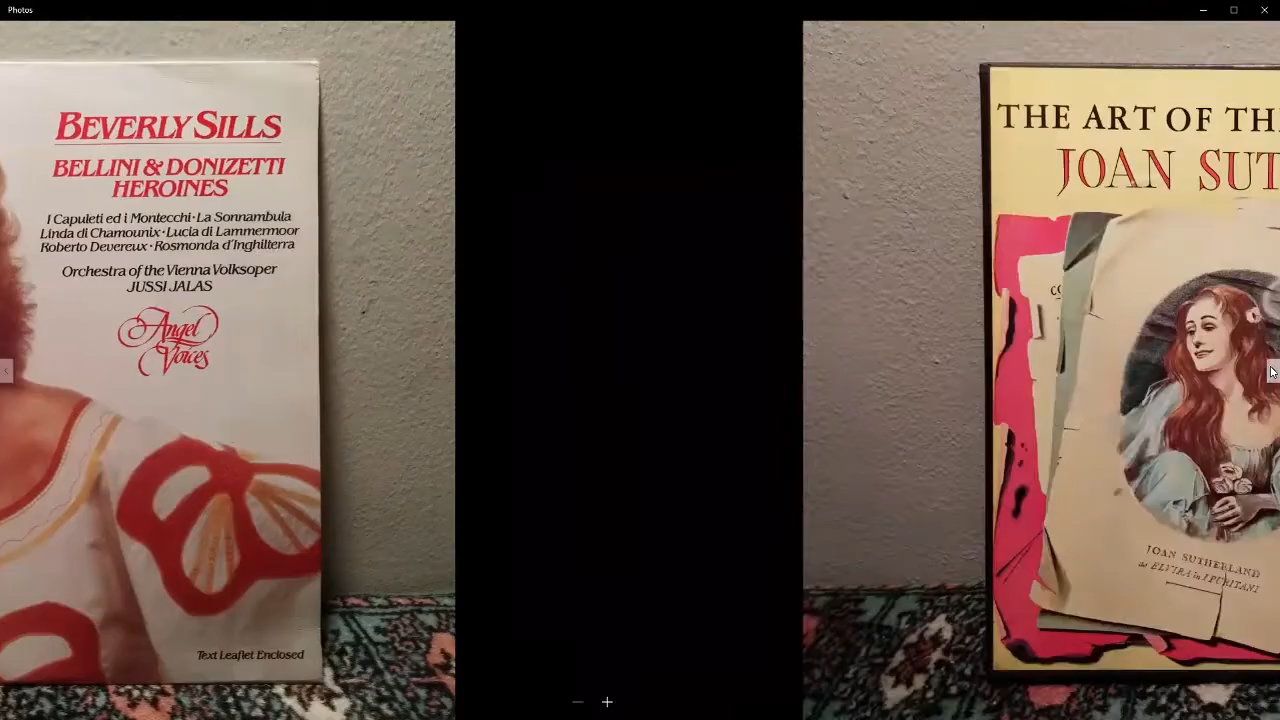 Photos
BEVERLY SILLS
BELLINI & DONIZETTI
HEROINES
I Capuleti ed i Montecchi · La Sonnambula
Linda di Chamounix · Lucia di Lammermoor
Roberto Devereux · Rosmonda d'Inghilterra
Orchestra of the Vienna Volksoper
JUSSI JALAS
Angel
Voices
Text Leaflet Enclosed
THE ART OF TH
JOAN SUT
JOAN SUTHERLAND
as ELVIRA in I PURITANI